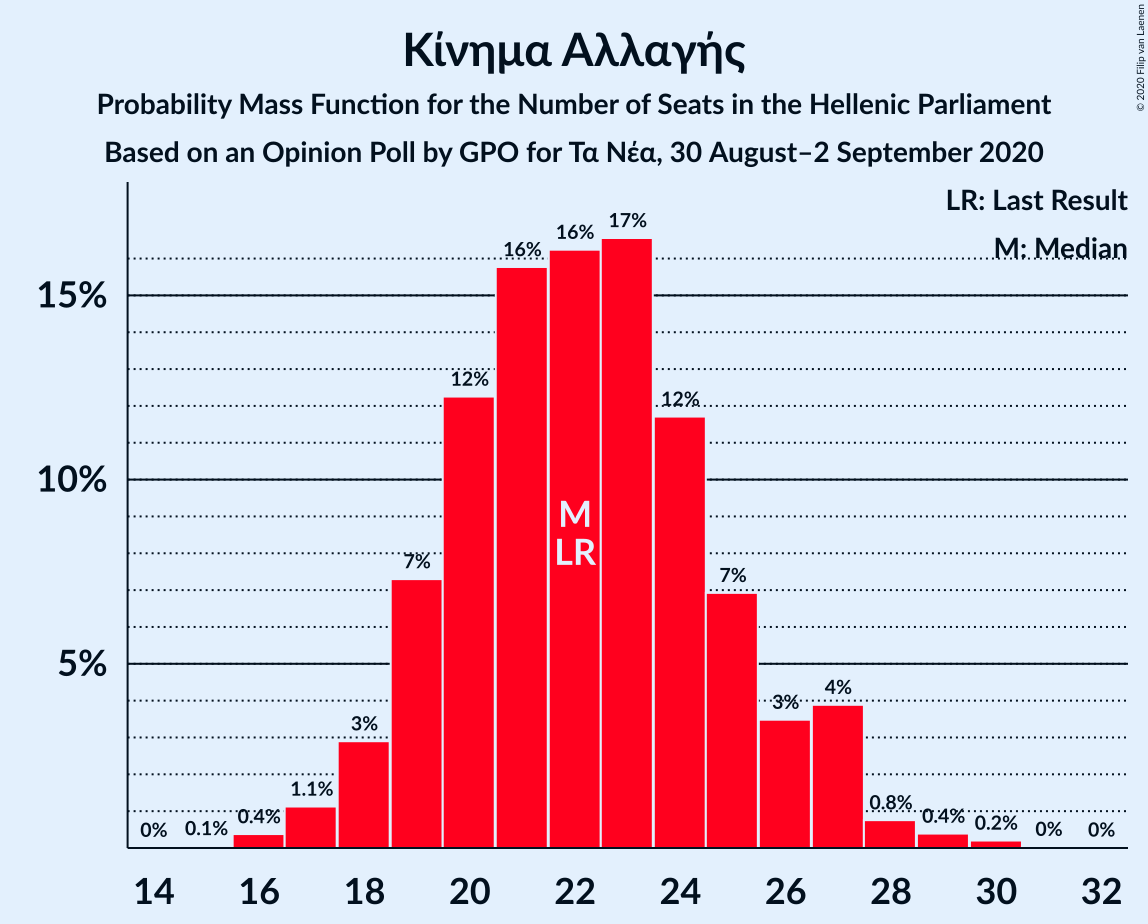 Κίνημα Αλλαγής
Probability Mass Function for the Number of Seats in the Hellenic Parliament
Based on an Opinion Poll by GPO for Τα Νέα, 30 August–2 September 2020
© 2020 Filip van Laenen
LR: Last Result
M: Median
15%
10%
5%
0%
0.1%
0.4%
1.1%
3%
7%
12%
16%
16%
17%
12%
7%
3%
4%
0.8%
0.4%
0.2%
0%
0%
M
LR
14 16 18 20 22 24 26 28 30 32